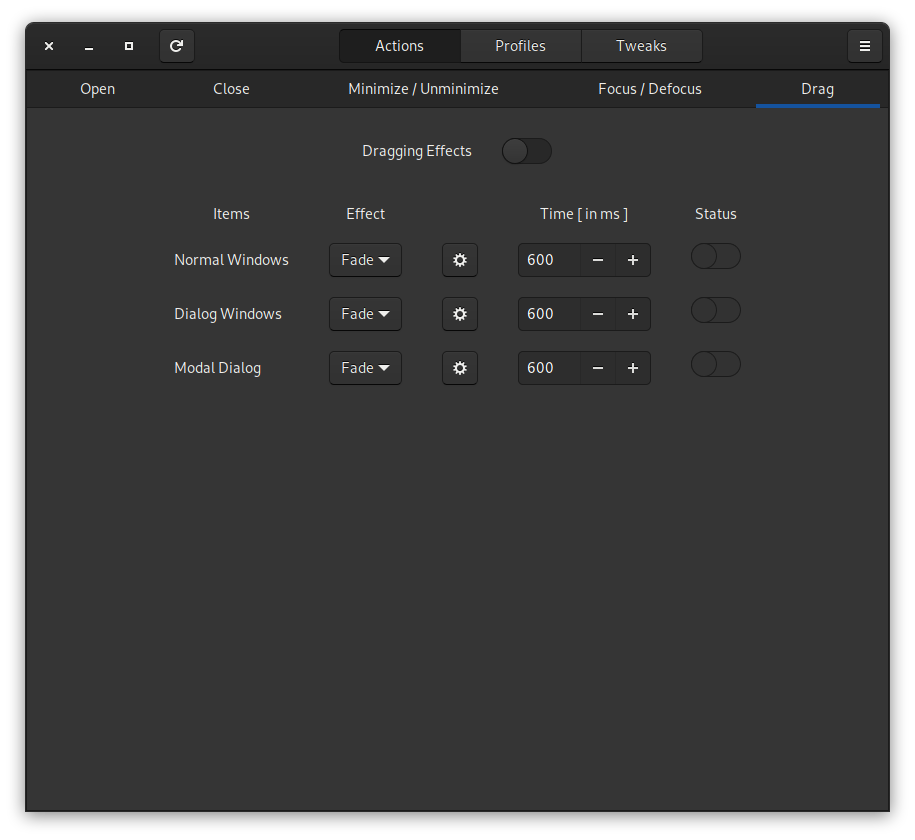 Actions Profiles Tweaks
Open Close Minimize / Unminimize Focus / Defocus Drag
Dragging Effects
Items Effect Time [ in ms ] Status
Normal Windows Fade 600
Dialog Windows Fade 600
Modal Dialog Fade 600